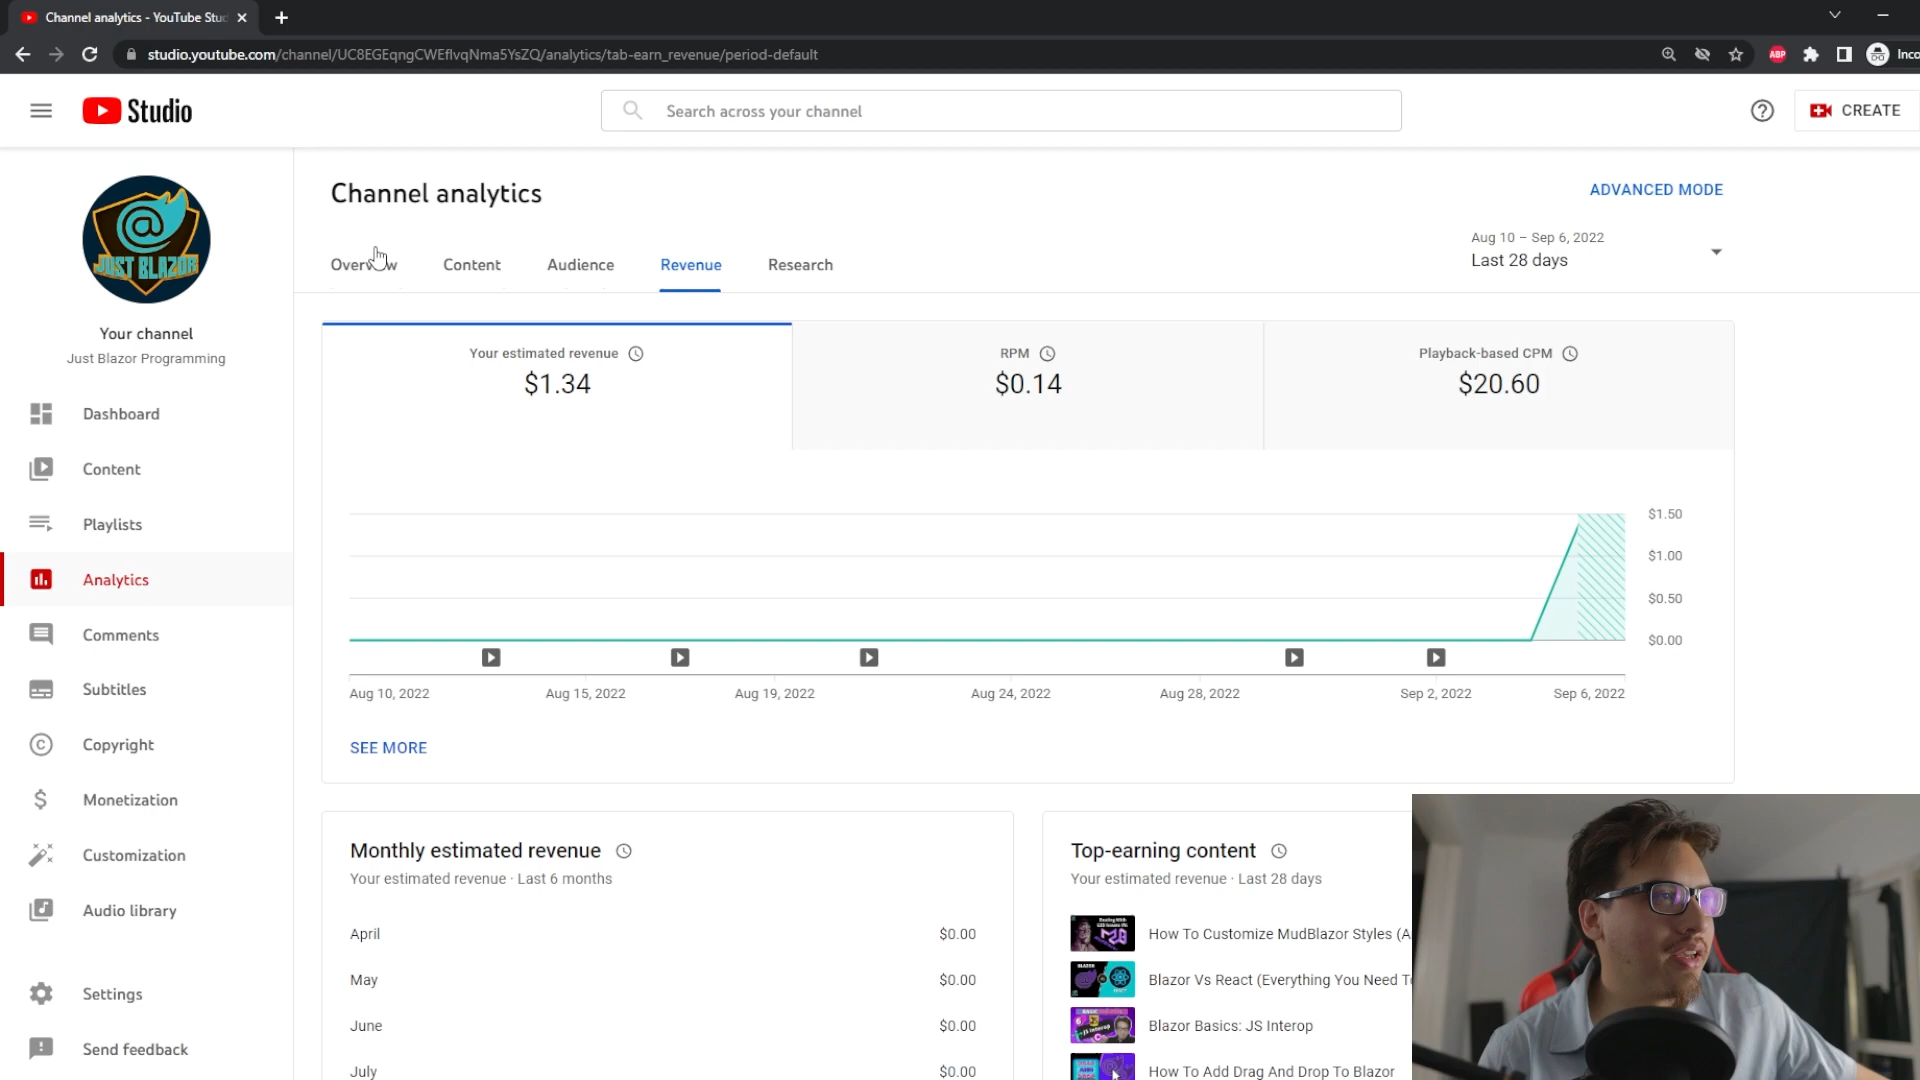 Channel analytics - YouTube Stu
studio.youtube.com/channel/UC8EGEqngCWEflvqNma5YsZQ/analytics/tab-earn_revenue/period-default
ABP
Inco
Studio
Search across your channel
CREATE
JUST BLAZOR
Your channel
Just Blazor Programming
Dashboard
Content
Playlists
Analytics
Comments
Subtitles
Copyright
Monetization
Customization
Audio library
Settings
Send feedback
Channel analytics
ADVANCED MODE
Overview
Content
Audience
Revenue
Research
Aug 10 – Sep 6, 2022
Last 28 days
Your estimated revenue
$1.34
RPM
$0.14
Playback-based CPM
$20.60
$1.50
$1.00
$0.50
$0.00
Aug 10, 2022
Aug 15, 2022
Aug 19, 2022
Aug 24, 2022
Aug 28, 2022
Sep 2, 2022
Sep 6, 2022
SEE MORE
Monthly estimated revenue
Your estimated revenue · Last 6 months
April $0.00
May $0.00
June $0.00
July $0.00
Top-earning content
Your estimated revenue · Last 28 days
How To Customize MudBlazor Styles (A
Blazor Vs React (Everything You Need T
Blazor Basics: JS Interop
How To Add Drag And Drop To Blazor